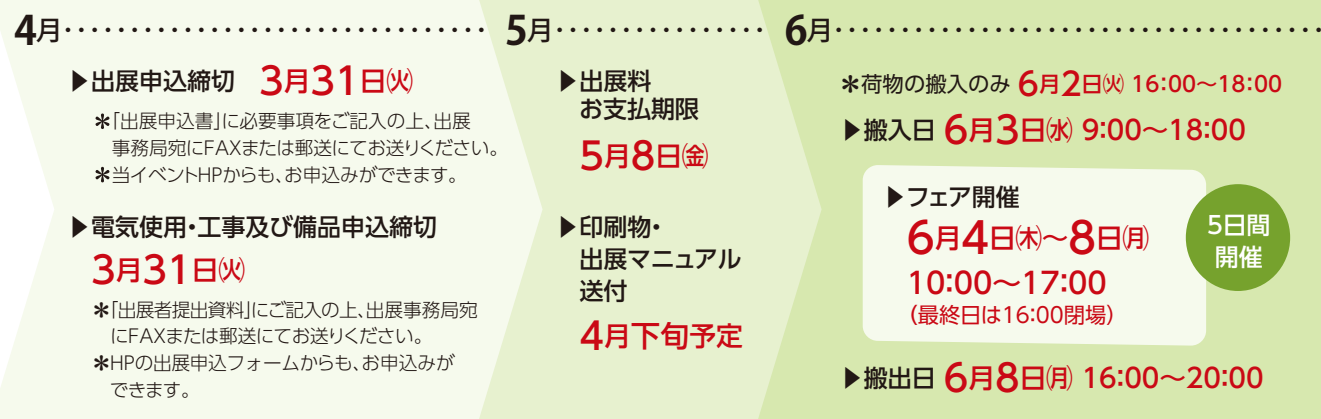 4月
▶出展申込締切 3月31日㈫
＊「出展申込書」に必要事項をご記入の上、出展
事務局宛にFAXまたは郵送にてお送りください。
＊当イベントHPからも、お申込みができます。
▶電気使用・工事及び備品申込締切
3月31日㈫
＊「出展者提出資料」にご記入の上、出展事務局宛
にFAXまたは郵送にてお送りください。
＊HPの出展申込フォームからも、お申込みが
できます。
5月
▶出展料
お支払期限
5月8日㈮
▶印刷物・
出展マニュアル
送付
4月下旬予定
6月
＊荷物の搬入のみ 6月2日㈫ 16:00～18:00
▶搬入日 6月3日㈬ 9:00～18:00
▶フェア開催
6月4日㈭～8日㈪
10:00～17:00
（最終日は16:00閉場）
5日間
開催
▶搬出日 6月8日㈪ 16:00～20:00